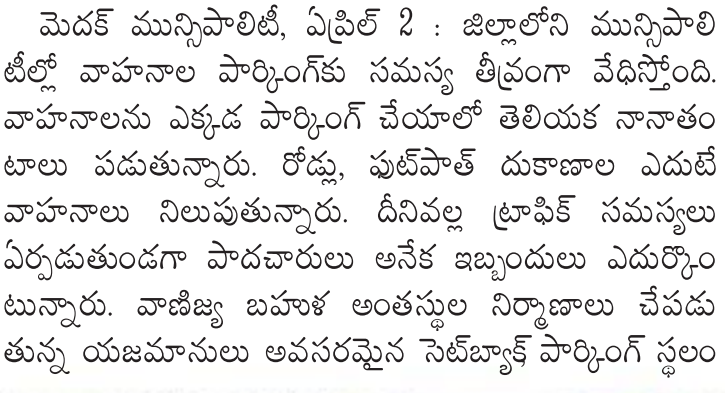 మెదక్ మున్సిపాలిటీ, ఏప్రిల్ 2 : జిల్లాలోని మున్సిపాలి
టీల్లో వాహనాల పార్కింగ్‌కు సమస్య తీవ్రంగా వేధిస్తోంది.
వాహనాలను ఎక్కడ పార్కింగ్ చేయాలో తెలియక నానాతం
టాలు పడుతున్నారు. రోడ్లు, ఫుట్‌పాత్ దుకాణాల ఎదుటే
వాహనాలు నిలుపుతున్నారు. దీనివల్ల ట్రాఫిక్ సమస్యలు
ఏర్పడుతుండగా పాదచారులు అనేక ఇబ్బందులు ఎదుర్కొం
టున్నారు. వాణిజ్య బహుళ అంతస్థుల నిర్మాణాలు చేపడు
తున్న యజమానులు అవసరమైన సెట్‌బ్యాక్, పార్కింగ్ స్థలం